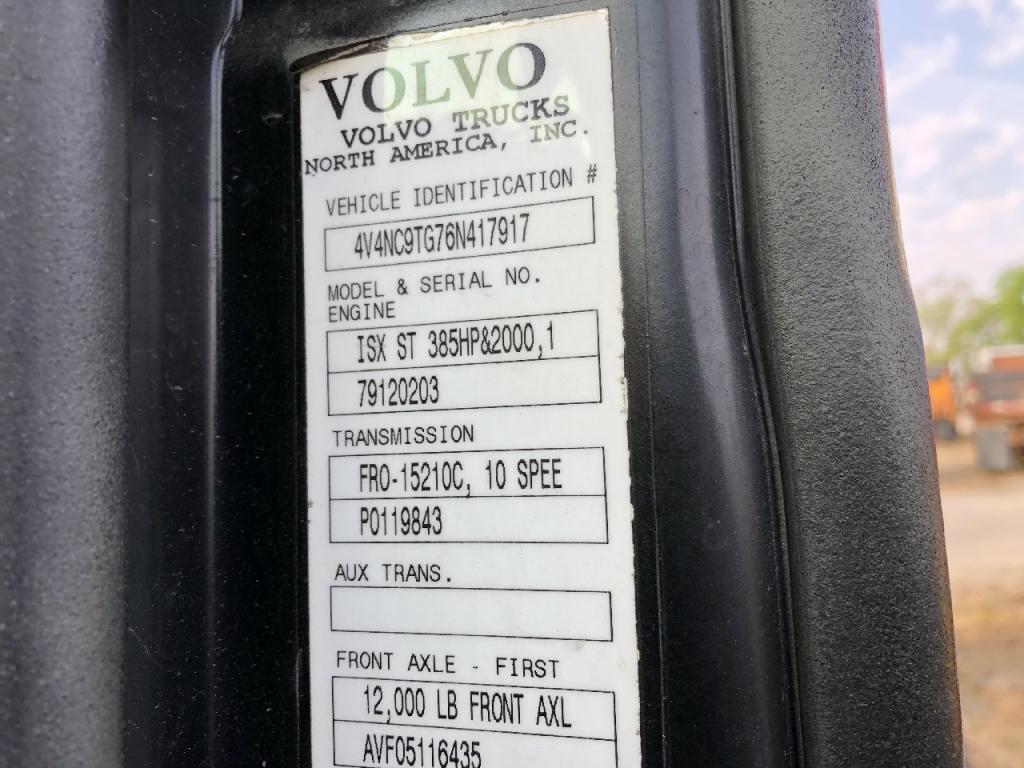 VOLVO
VOLVO TRUCKS
NORTH AMERICA, INC.
VEHICLE IDENTIFICATION #
4V4NC9TG76N417917
MODEL & SERIAL NO.
ENGINE
ISX ST 385HP&2000,1
79120203
TRANSMISSION
FRO-15210C, 10 SPEE
P0119843
AUX TRANS.
FRONT AXLE - FIRST
12,000 LB FRONT AXL
AVF05116435